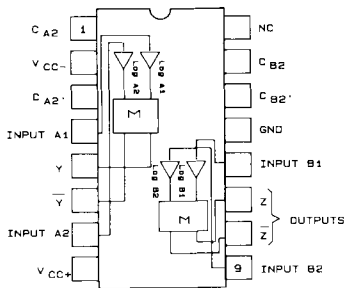 C A2 1 NC
V CC- C B2
C A2' C B2'
INPUT A1 GND
Log A2 Log A1
M
Y INPUT B1
Y̅ Z
OUTPUTS
Log B2 Log B1
M
INPUT A2 Z̅
V CC+ 9 INPUT B2